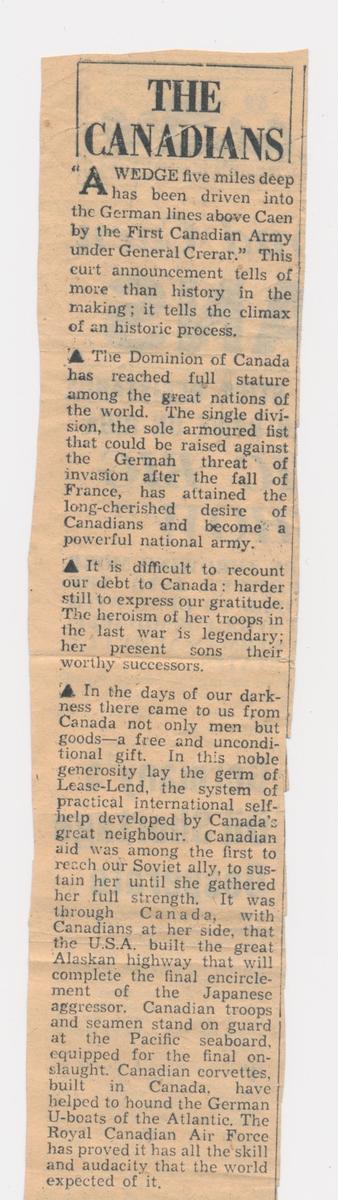 THE
CANADIANS
"A WEDGE five miles deep
has been driven into
the German lines above Caen
by the First Canadian Army
under General Crerar." This
curt announcement tells of
more than history in the
making; it tells the climax
of an historic process.
▲ The Dominion of Canada
has reached full stature
among the great nations of
the world. The single divi-
sion, the sole armoured fist
that could be raised against
the German threat of
invasion after the fall of
France, has attained the
long-cherished desire of
Canadians and become a
powerful national army.
▲ It is difficult to recount
our debt to Canada; harder
still to express our gratitude.
The heroism of her troops in
the last war is legendary;
her present sons their
worthy successors.
▲ In the days of our dark-
ness there came to us from
Canada not only men but
goods—a free and uncondi-
tional gift. In this noble
generosity lay the germ of
Lease-Lend, the system of
practical international self-
help developed by Canada's
great neighbour. Canadian
aid was among the first to
reach our Soviet ally, to sus-
tain her until she gathered
her full strength. It was
through Canada, with
Canadians at her side, that
the U.S.A. built the great
Alaskan highway that will
complete the final encircle-
ment of the Japanese
aggressor. Canadian troops
and seamen stand on guard
at the Pacific seaboard,
equipped for the final on-
slaught. Canadian corvettes,
built in Canada, have
helped to hound the German
U-boats of the Atlantic. The
Royal Canadian Air Force
has proved it has all the skill
and audacity that the world
expected of it.